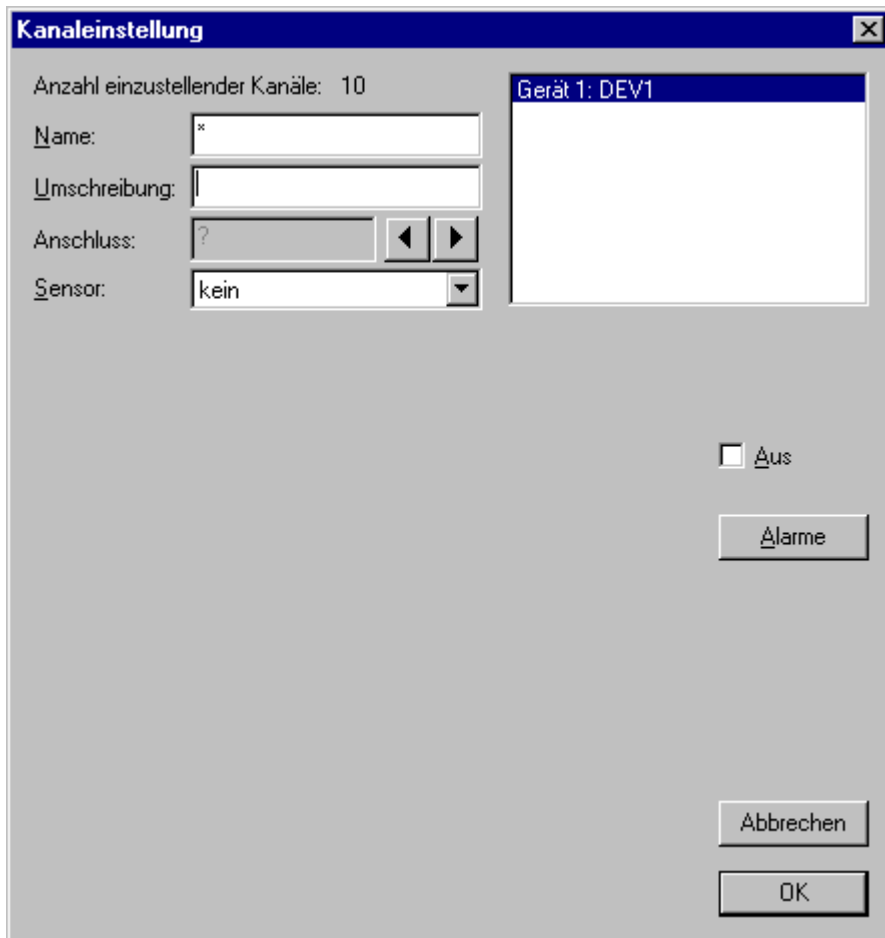 Kanaleinstellung
Anzahl einzustellender Kanäle: 10
Gerät 1: DEV1
Name: *
Umschreibung:
Anschluss: ?
Sensor: kein
Aus
Alarme
Abbrechen
OK